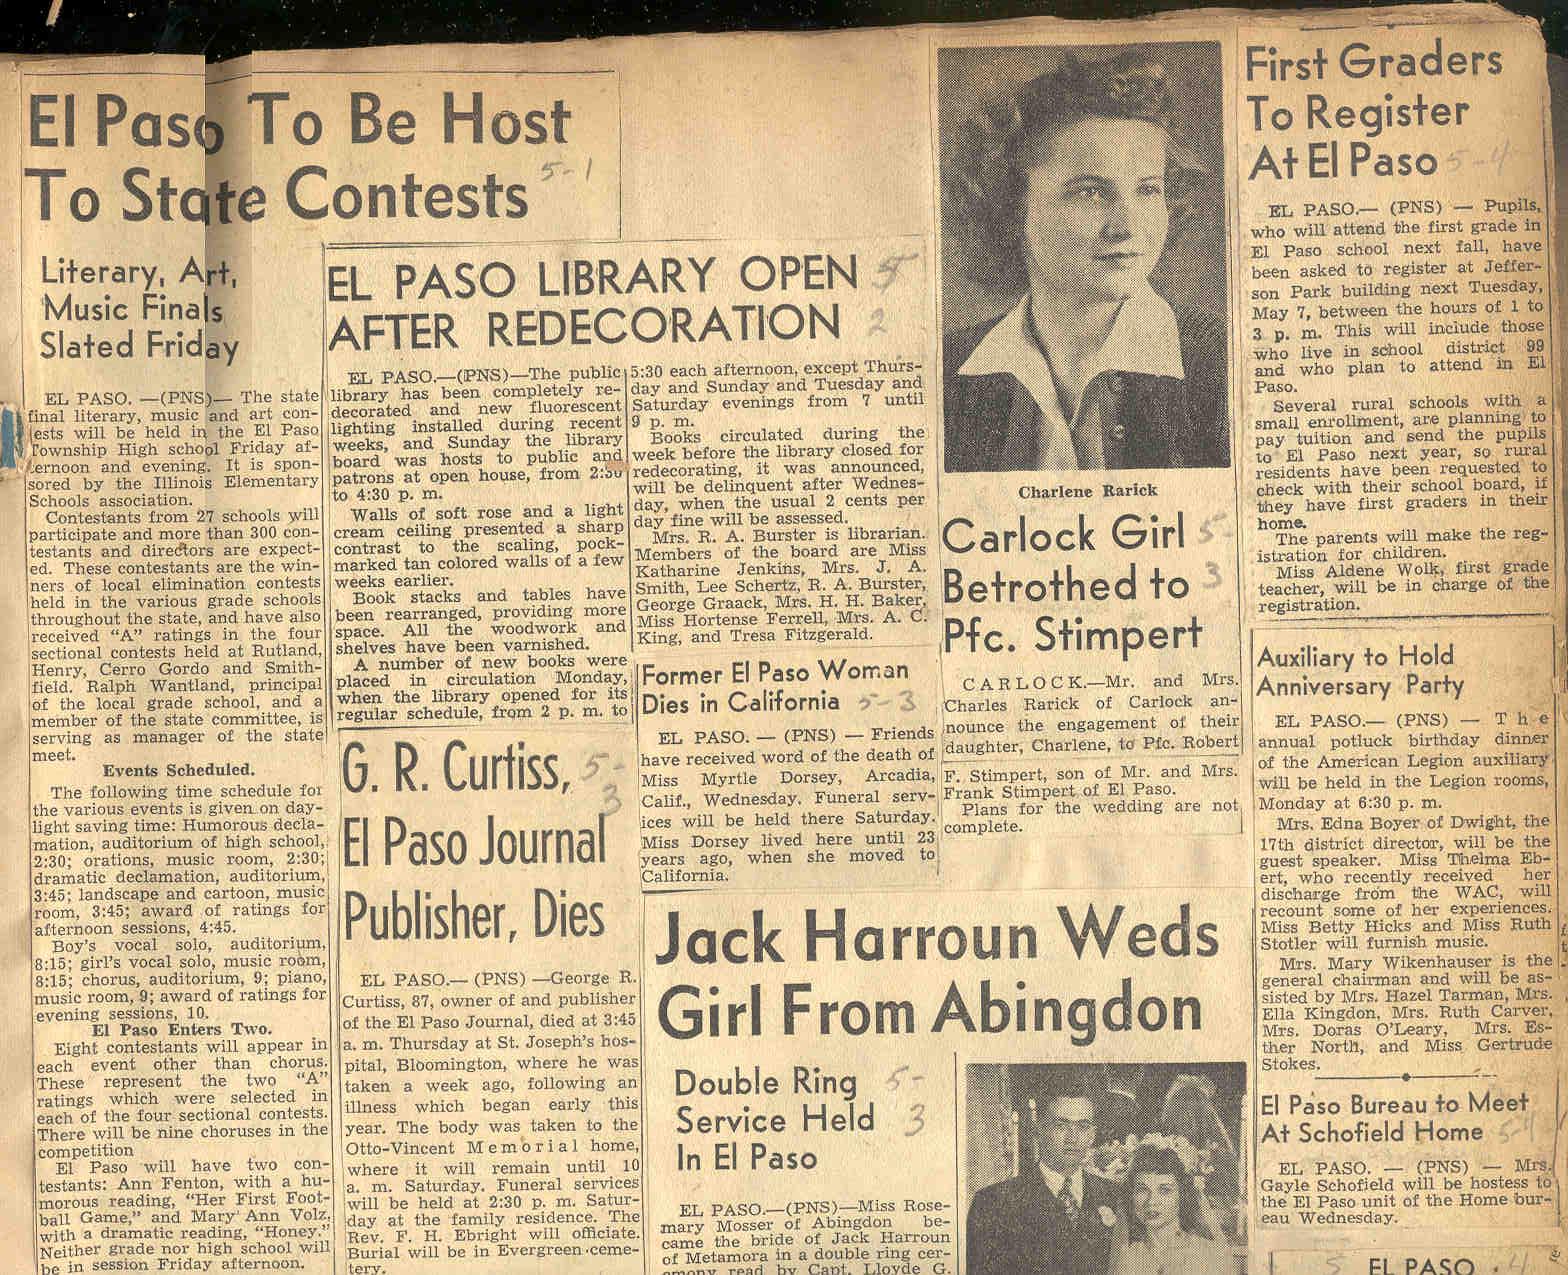 El Paso To Be Host
To State Contests
5-1
Literary, Art,
Music Finals
Slated Friday
EL PASO. —(PNS)— The state
final literary, music and art con-
ests will be held in the El Paso
Township High school Friday af-
ternoon and evening. It is spon-
sored by the Illinois Elementary
Schools association.
Contestants from 27 schools will
participate and more than 300 con-
testants and directors are expect-
ed. These contestants are the win-
ners of local elimination contests
held in the various grade schools
throughout the state, and have also
received "A" ratings in the four
sectional contests held at Rutland,
Henry, Cerro Gordo and Smith-
field. Ralph Wantland, principal
of the local grade school, and a
member of the state committee, is
serving as manager of the state
meet.
Events Scheduled.
The following time schedule for
the various events is given on day-
light saving time: Humorous decla-
mation, auditorium of high school,
2:30; orations, music room, 2:30;
dramatic declamation, auditorium,
3:45; landscape and cartoon, music
room, 3:45; award of ratings for
afternoon sessions, 4:45.
Boy's vocal solo, auditorium,
8:15; girl's vocal solo, music room,
8:15; chorus, auditorium, 9; piano,
music room, 9; award of ratings for
evening sessions, 10.
El Paso Enters Two.
Eight contestants will appear in
each event other than chorus.
These represent the two "A"
ratings which were selected in
each of the four sectional contests.
There will be nine choruses in the
competition
El Paso will have two con-
testants: Ann Fenton, with a hu-
morous reading, "Her First Foot-
ball Game," and Mary Ann Volz,
with a dramatic reading, "Honey."
Neither grade nor high school will
be in session Friday afternoon.
EL PASO LIBRARY OPEN
AFTER REDECORATION
5
2
EL PASO.—(PNS)—The public
library has been completely re-
decorated and new fluorescent
lighting installed during recent
weeks, and Sunday the library
board was hosts to public and
patrons at open house, from 2:30
to 4:30 p. m.
Walls of soft rose and a light
cream ceiling presented a sharp
contrast to the scaling, pock-
marked tan colored walls of a few
weeks earlier.
Book stacks and tables have
been rearranged, providing more
space. All the woodwork and
shelves have been varnished.
A number of new books were
placed in circulation Monday,
when the library opened for its
regular schedule, from 2 p. m. to
5:30 each afternoon, except Thurs-
day and Sunday and Tuesday and
Saturday evenings from 7 until
9 p. m.
Books circulated during the
week before the library closed for
redecorating, it was announced,
will be delinquent after Wednes-
day, when the usual 2 cents per
day fine will be assessed.
Mrs. R. A. Burster is librarian.
Members of the board are Miss
Katharine Jenkins, Mrs. J. A.
Smith, Lee Schertz, R. A. Burster,
George Graack, Mrs. H. H. Baker,
Miss Hortense Ferrell, Mrs. A. C.
King, and Tresa Fitzgerald.
G. R. Curtiss,
El Paso Journal
Publisher, Dies
5-
3
EL PASO.— (PNS) —George R.
Curtiss, 87, owner of and publisher
of the El Paso Journal, died at 3:45
a. m. Thursday at St. Joseph's hos-
pital, Bloomington, where he was
taken a week ago, following an
illness which began early this
year. The body was taken to the
Otto-Vincent Memorial home,
where it will remain until 10
a. m. Saturday. Funeral services
will be held at 2:30 p. m. Satur-
day at the family residence. The
Rev. F. H. Ebright will officiate.
Burial will be in Evergreen ceme-
tery.
Former El Paso Woman
Dies in California
5-3
EL PASO. — (PNS) — Friends
have received word of the death of
Miss Myrtle Dorsey, Arcadia,
Calif., Wednesday. Funeral serv-
ices will be held there Saturday.
Miss Dorsey lived here until 23
years ago, when she moved to
California.
Charlene Rarick
Carlock Girl
Betrothed to
Pfc. Stimpert
5-
3
CARLOCK.—Mr. and Mrs.
Charles Rarick of Carlock an-
nounce the engagement of their
daughter, Charlene, to Pfc. Robert
F. Stimpert, son of Mr. and Mrs.
Frank Stimpert of El Paso.
Plans for the wedding are not
complete.
Jack Harroun Weds
Girl From Abingdon
Double Ring
Service Held
In El Paso
5-
3
EL PASO.—(PNS)—Miss Rose-
mary Mosser of Abingdon be-
came the bride of Jack Harroun
of Metamora in a double ring cer-
emony read by Capt. Lloyde G.
First Graders
To Register
At El Paso
5-4
EL PASO.— (PNS) — Pupils,
who will attend the first grade in
El Paso school next fall, have
been asked to register at Jeffer-
son Park building next Tuesday,
May 7, between the hours of 1 to
3 p. m. This will include those
who live in school district 99
and who plan to attend in El
Paso.
Several rural schools with a
small enrollment, are planning to
pay tuition and send the pupils
to El Paso next year, so rural
residents have been requested to
check with their school board, if
they have first graders in their
home.
The parents will make the reg-
istration for children.
Miss Aldene Wolk, first grade
teacher, will be in charge of the
registration.
Auxiliary to Hold
Anniversary Party
EL PASO.— (PNS) — The
annual potluck birthday dinner
of the American Legion auxiliary
will be held in the Legion rooms,
Monday at 6:30 p. m.
Mrs. Edna Boyer of Dwight, the
17th district director, will be the
guest speaker. Miss Thelma Eb-
ert, who recently received her
discharge from the WAC, will
recount some of her experiences.
Miss Betty Hicks and Miss Ruth
Stotler will furnish music.
Mrs. Mary Wikenhauser is the
general chairman and will be as-
sisted by Mrs. Hazel Tarman, Mrs.
Ella Kingdon, Mrs. Ruth Carver,
Mrs. Doras O'Leary, Mrs. Es-
ther North, and Miss Gertrude
Stokes.
El Paso Bureau to Meet
At Schofield Home
5-4
EL PASO. — (PNS) — Mrs.
Gayle Schofield will be hostess to
the El Paso unit of the Home bur-
eau Wednesday.
5
EL PASO
4